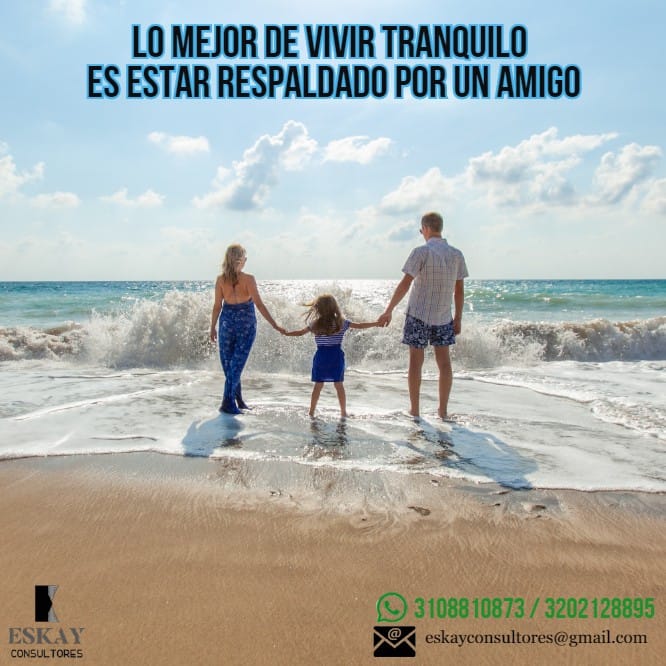 LO MEJOR DE VIVIR TRANQUILO
ES ESTAR RESPALDADO POR UN AMIGO
3108810873 / 3202128895
@
eskayconsultores@gmail.com
ESKAY
CONSULTORES